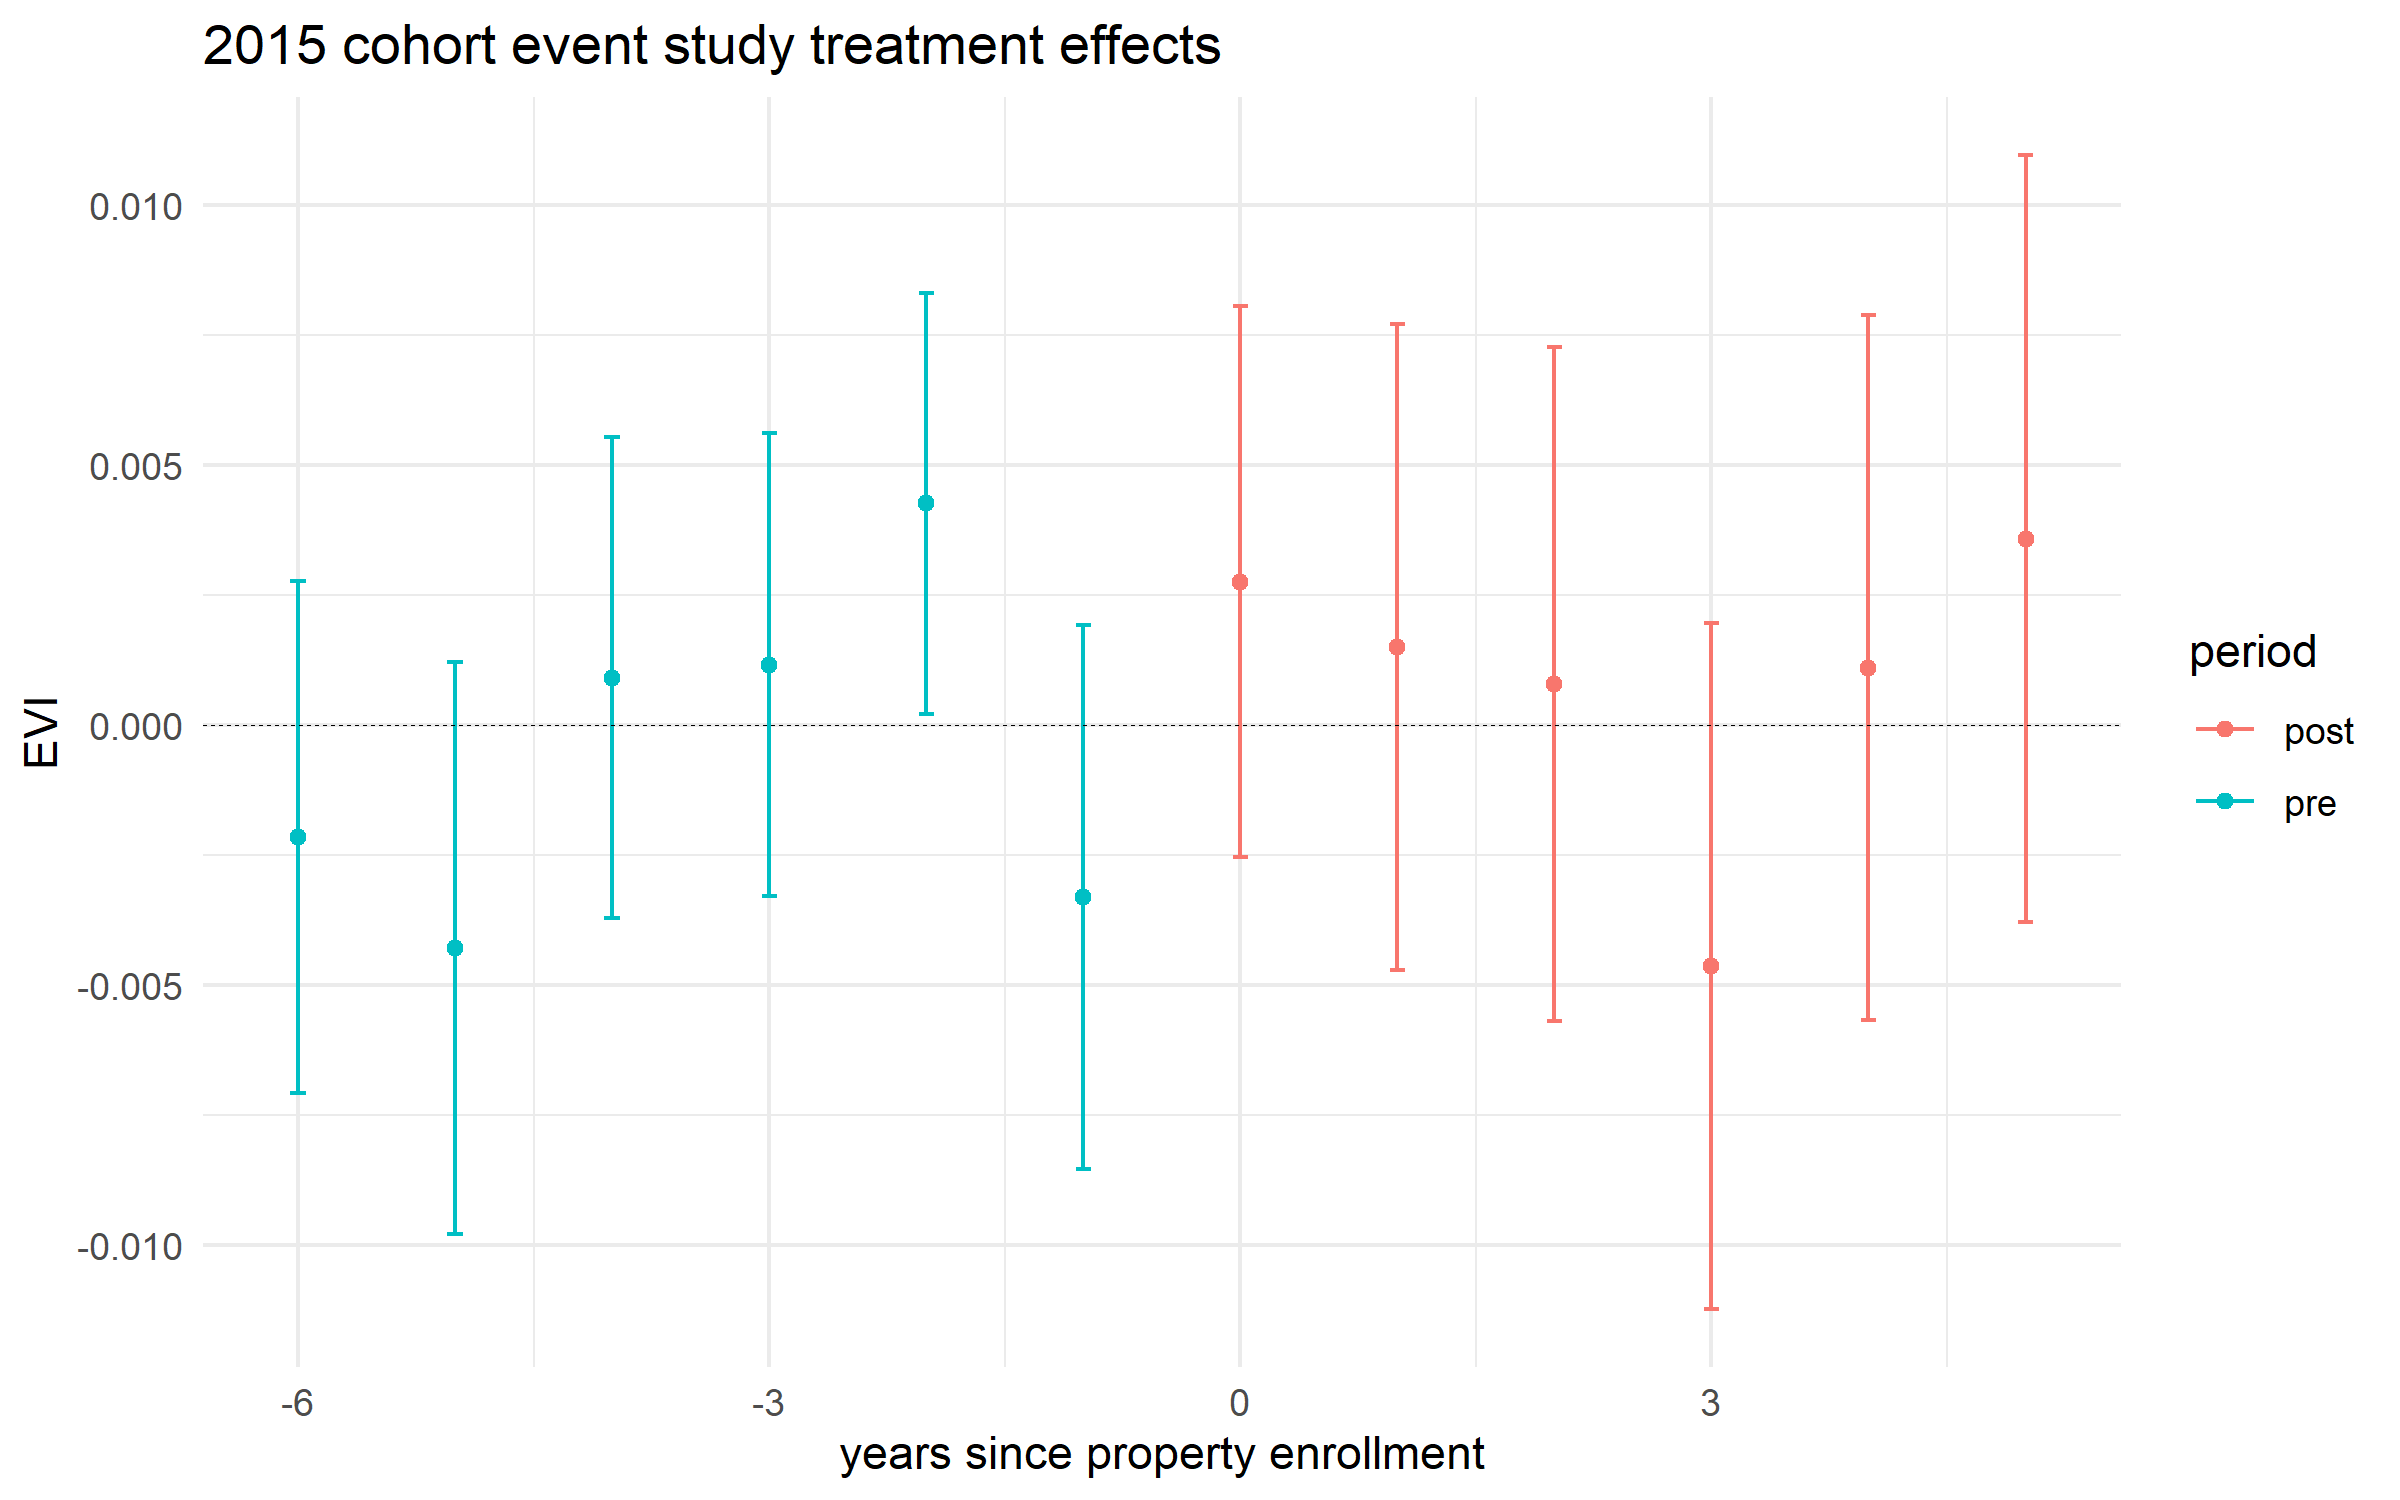 2015 cohort event study treatment effects
EVI
0.010
0.005
0.000
-0.005
-0.010
-6
-3
0
3
years since property enrollment
period
post
pre